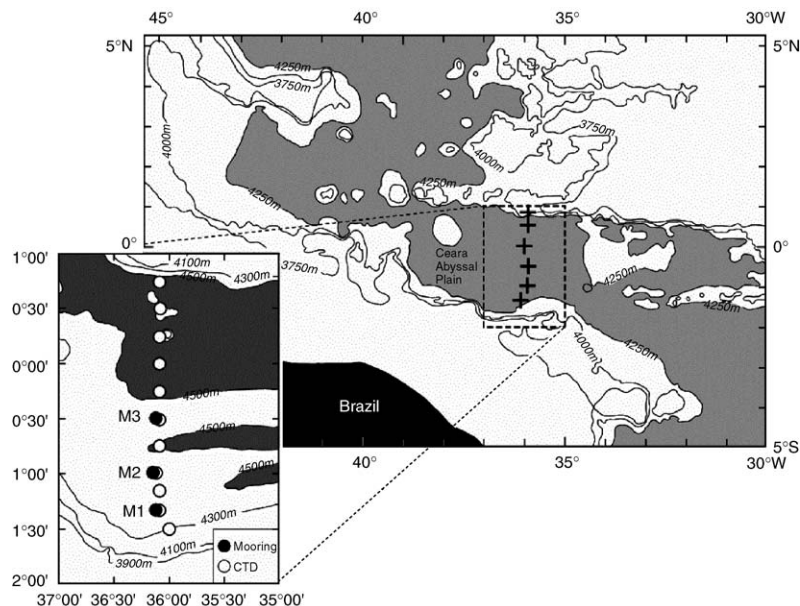 45° 40° 35° 30°W
5°N 5°N
4250m
3750m
4000m
4250m
3750m
4000m
4250m
0° 0°
3750m
Ceara
Abyssal
Plain
4250m
4250m
4000m
4250m
Brazil
5°S
40° 35° 30°W
1°00'
0°30'
0°00'
0°30'
1°00'
1°30'
2°00'
4100m
4500m
4300m
4500m
M3
4500m
M2
4500m
M1
4300m
4100m
3900m
Mooring
CTD
37°00' 36°30' 36°00' 35°30' 35°00'